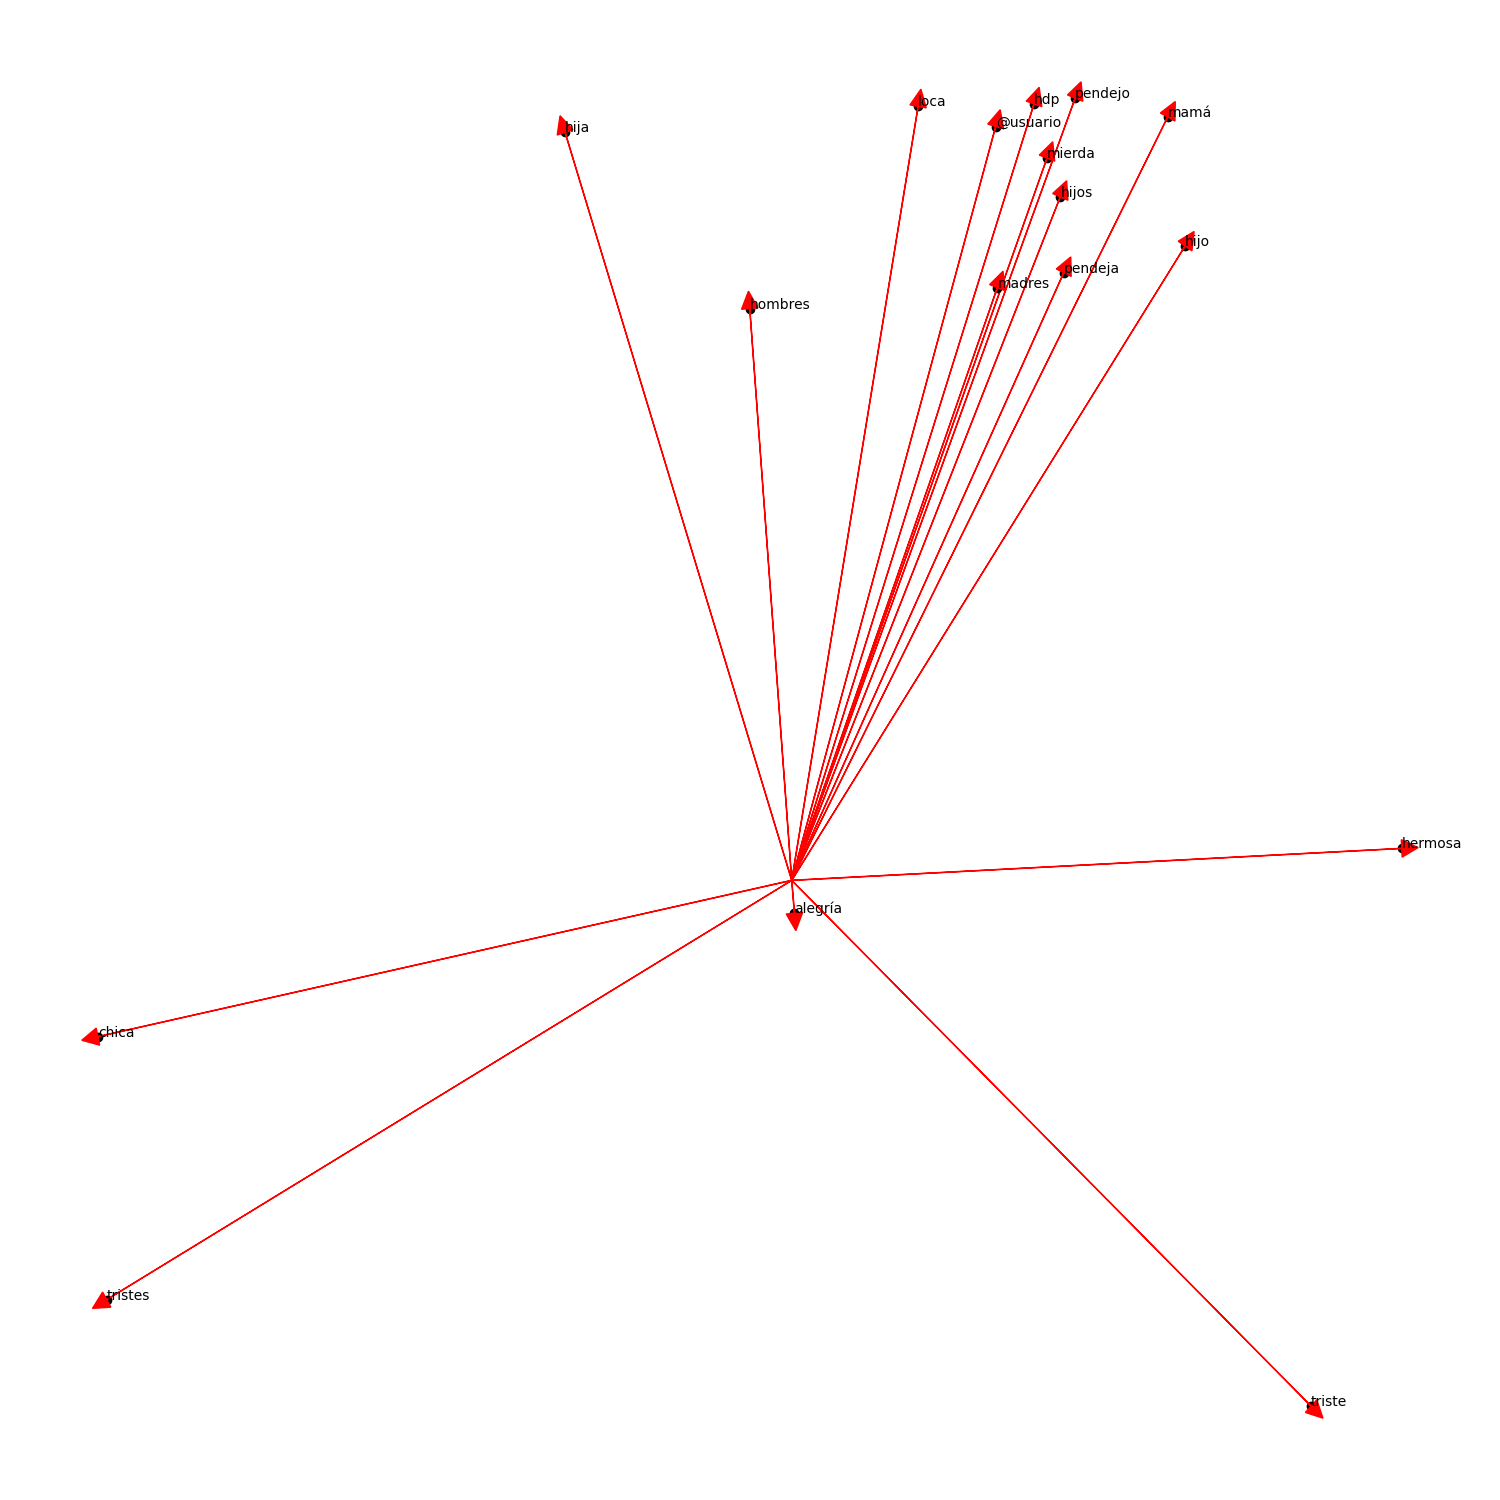 pendejo
hdp
loca
mamá
@usuario
hija
mierda
hijos
hijo
pendeja
madres
hombres
hermosa
alegría
chica
tristes
triste